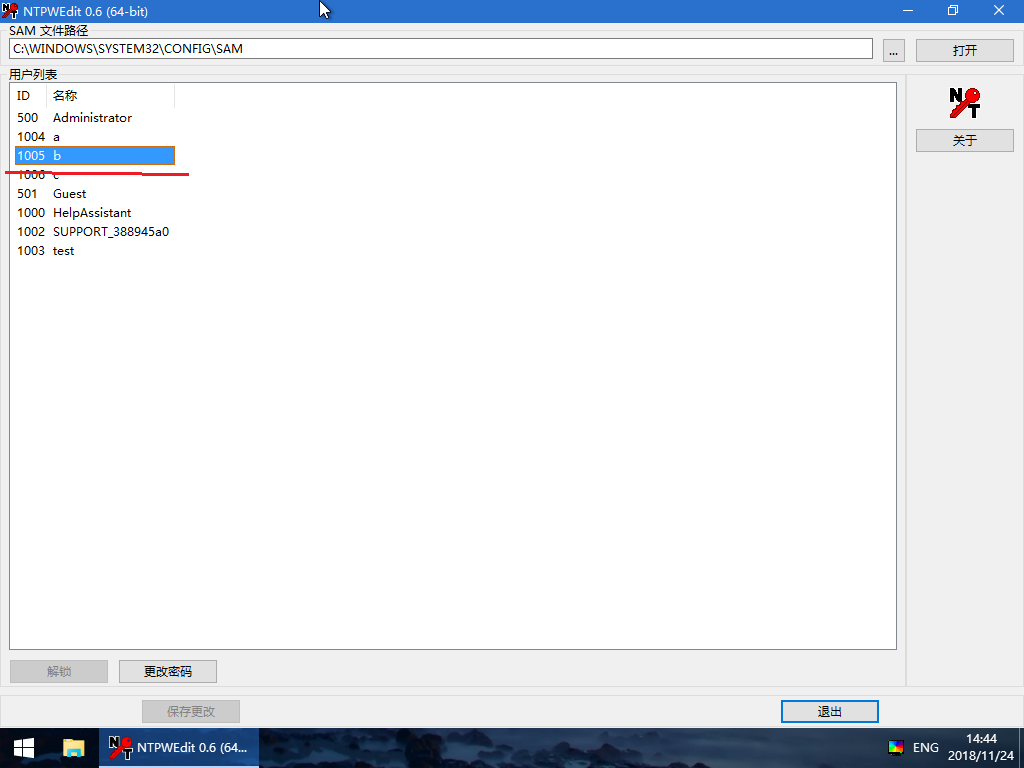 NTPWEdit 0.6 (64-bit)
SAM 文件路径
C:\WINDOWS\SYSTEM32\CONFIG\SAM
... 打开
用户列表
ID 名称
500 Administrator
1004 a
1005 b
1006 c
501 Guest
1000 HelpAssistant
1002 SUPPORT_388945a0
1003 test
NT
关于
解锁 更改密码
保存更改 退出
NTPWEdit 0.6 (64...
ENG
14:44
2018/11/24